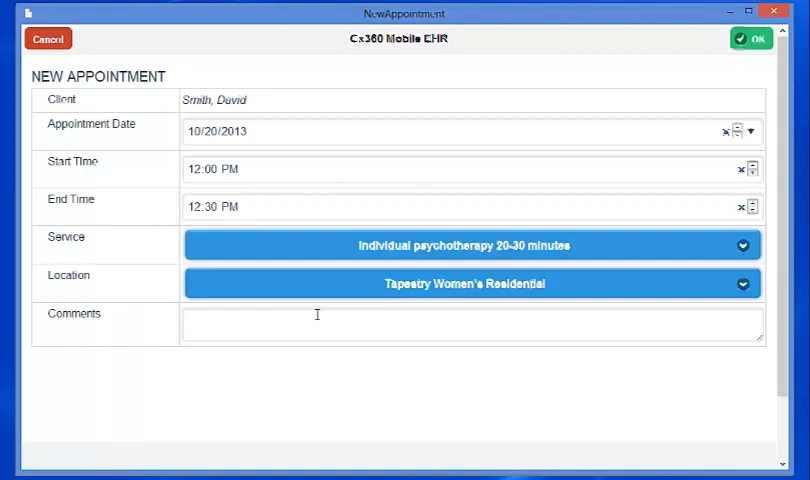 NewAppointment
Cancel
Cx360 Mobile EHR
Ok
NEW APPOINTMENT
Client
Smith, David
Appointment Date
10/20/2013
Start Time
12:00 PM
End Time
12:30 PM
Service
Individual psychotherapy 20-30 minutes
Location
Tapestry Women's Residential
Comments